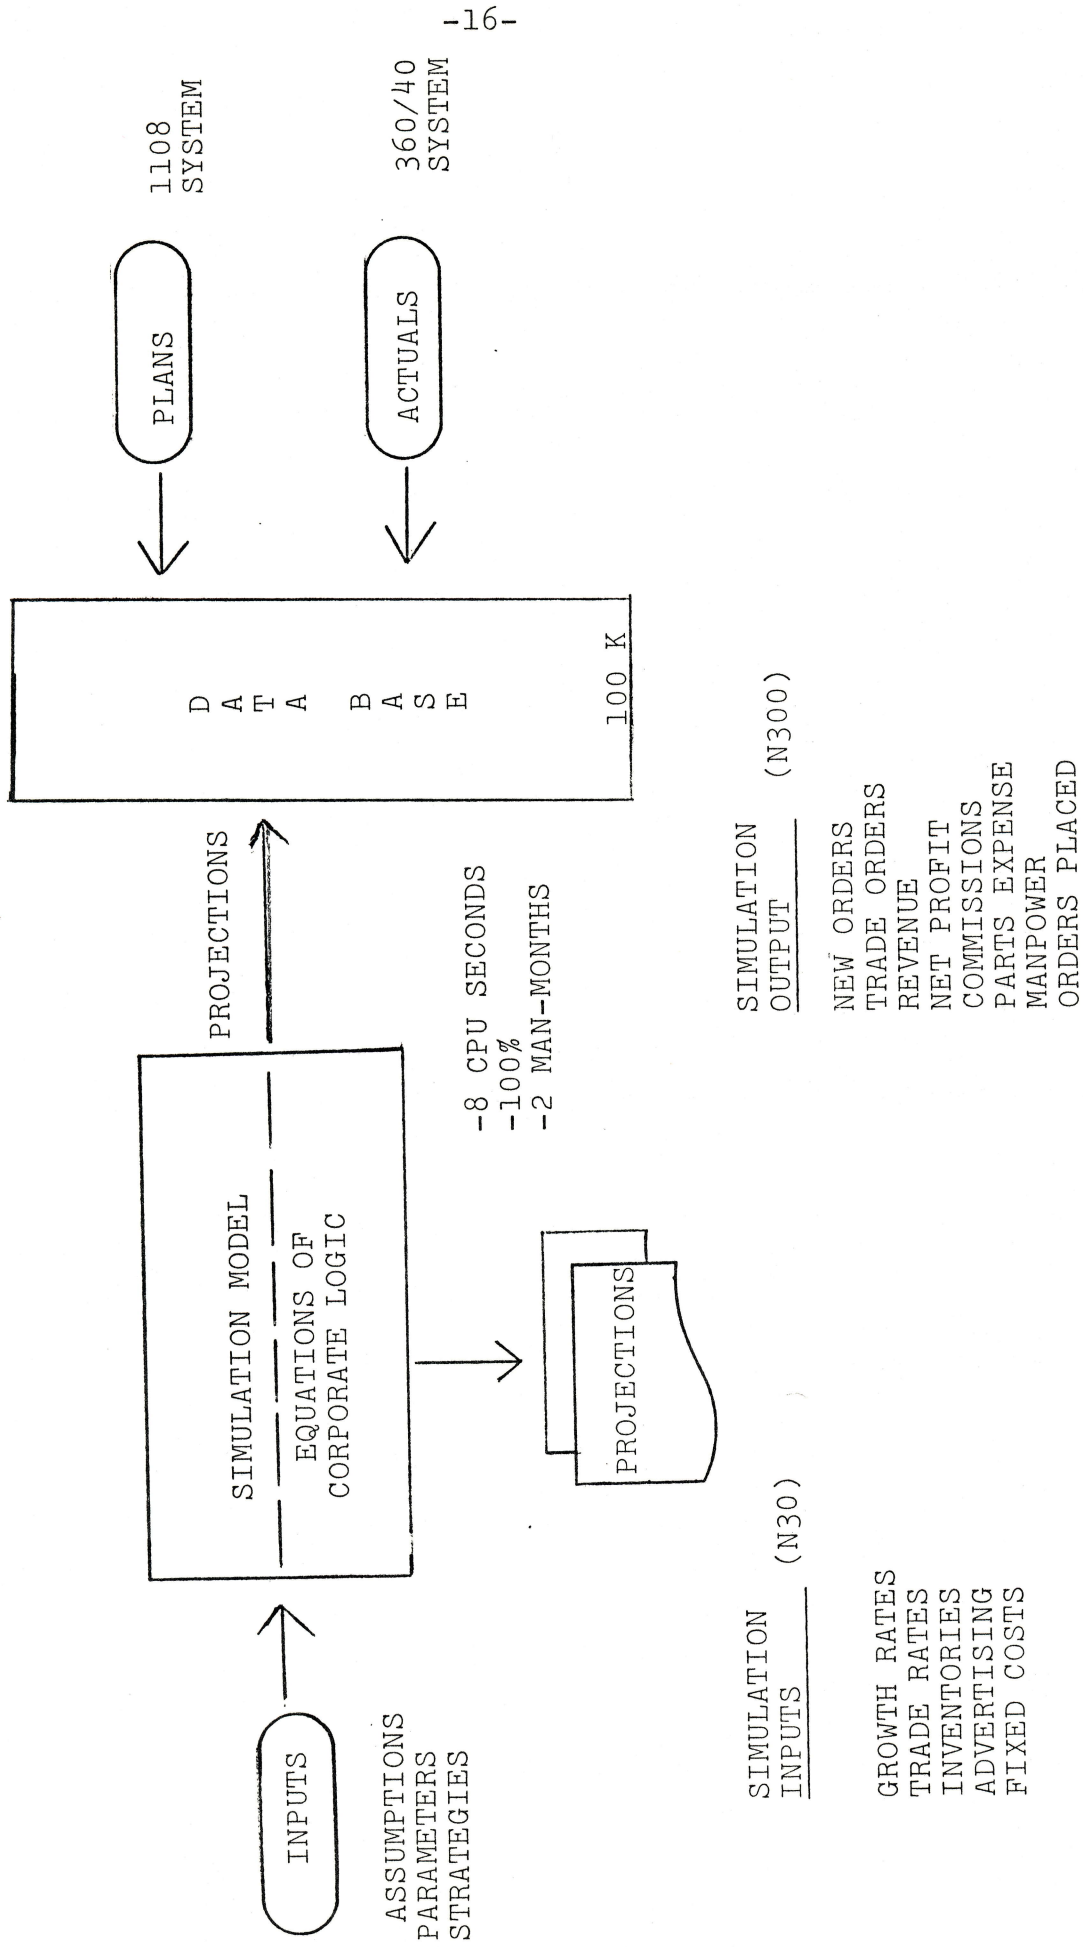 -16-
INPUTS
ASSUMPTIONS
PARAMETERS
STRATEGIES
SIMULATION MODEL
EQUATIONS OF
CORPORATE LOGIC
PROJECTIONS
-8 CPU SECONDS
-100%
-2 MAN-MONTHS
PROJECTIONS
DATA BASE
100 K
PLANS
1108
SYSTEM
ACTUALS
360/40
SYSTEM
SIMULATION
INPUTS (N30)
GROWTH RATES
TRADE RATES
INVENTORIES
ADVERTISING
FIXED COSTS
SIMULATION
OUTPUT (N300)
NEW ORDERS
TRADE ORDERS
REVENUE
NET PROFIT
COMMISSIONS
PARTS EXPENSE
MANPOWER
ORDERS PLACED